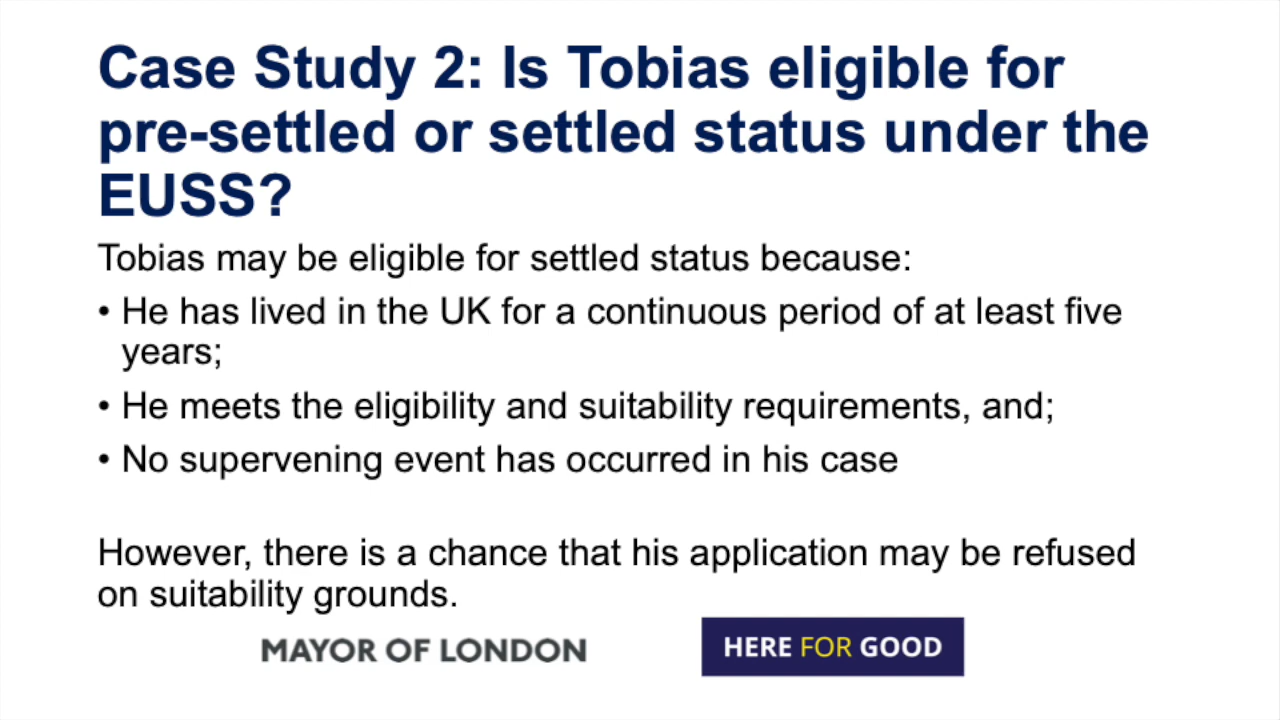 Case Study 2: Is Tobias eligible for
pre-settled or settled status under the
EUSS?
Tobias may be eligible for settled status because:
• He has lived in the UK for a continuous period of at least five
years;
• He meets the eligibility and suitability requirements, and;
• No supervening event has occurred in his case
However, there is a chance that his application may be refused
on suitability grounds.
MAYOR OF LONDON
HERE FOR GOOD